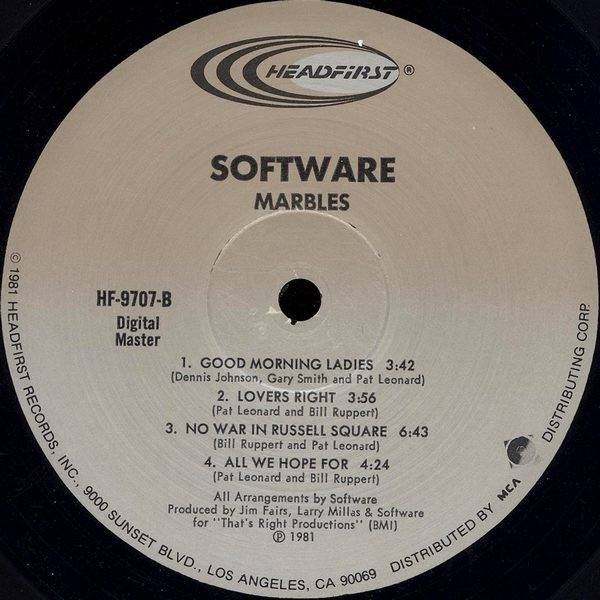 HEADFIRST®
SOFTWARE
MARBLES
HF-9707-B
Digital
Master
1. GOOD MORNING LADIES 3:42
(Dennis Johnson, Gary Smith and Pat Leonard)
2. LOVERS RIGHT 3:56
(Pat Leonard and Bill Ruppert)
3. NO WAR IN RUSSELL SQUARE 6:43
(Bill Ruppert and Pat Leonard)
4. ALL WE HOPE FOR 4:24
(Pat Leonard and Bill Ruppert)
All Arrangements by Software
Produced by Jim Fairs, Larry Millas & Software
for "That's Right Productions" (BMI)
℗ 1981
© 1981 HEADFIRST RECORDS, INC., 9000 SUNSET BLVD., LOS ANGELES, CA 90069 DISTRIBUTED BY MCA DISTRIBUTING CORP.